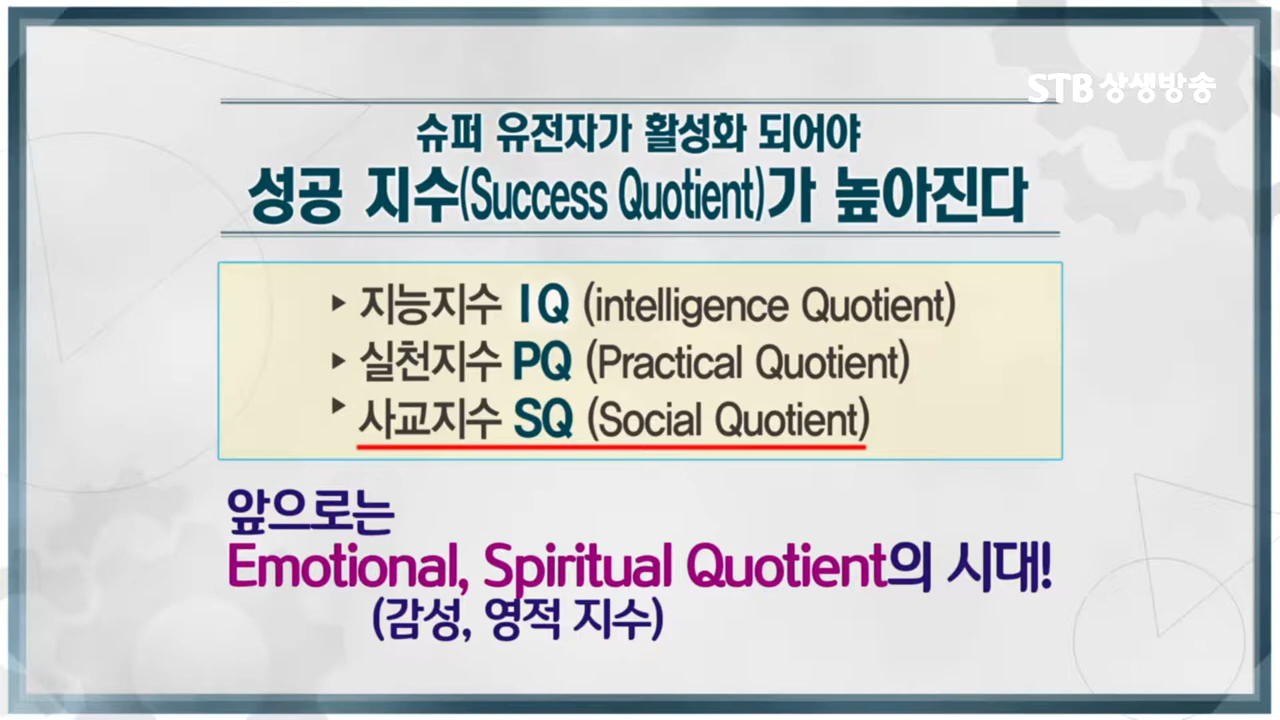 STB 상생방송
슈퍼 유전자가 활성화 되어야
성공 지수(Success Quotient)가 높아진다
▸ 지능지수 IQ (intelligence Quotient)
▸ 실천지수 PQ (Practical Quotient)
▸ 사교지수 SQ (Social Quotient)
앞으로는
Emotional, Spiritual Quotient의 시대!
(감성, 영적 지수)